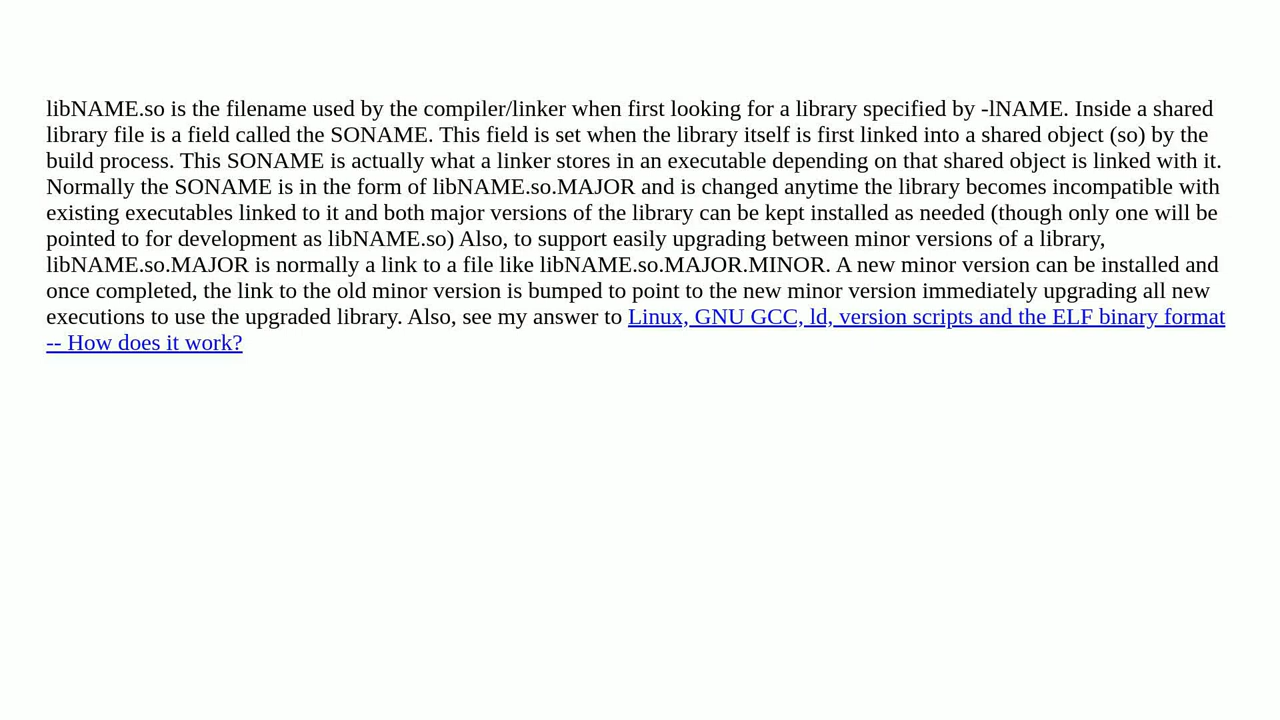 libNAME.so is the filename used by the compiler/linker when first looking for a library specified by -lNAME. Inside a shared
library file is a field called the SONAME. This field is set when the library itself is first linked into a shared object (so) by the
build process. This SONAME is actually what a linker stores in an executable depending on that shared object is linked with it.
Normally the SONAME is in the form of libNAME.so.MAJOR and is changed anytime the library becomes incompatible with
existing executables linked to it and both major versions of the library can be kept installed as needed (though only one will be
pointed to for development as libNAME.so) Also, to support easily upgrading between minor versions of a library,
libNAME.so.MAJOR is normally a link to a file like libNAME.so.MAJOR.MINOR. A new minor version can be installed and
once completed, the link to the old minor version is bumped to point to the new minor version immediately upgrading all new
executions to use the upgraded library. Also, see my answer to Linux, GNU GCC, ld, version scripts and the ELF binary format
-- How does it work?